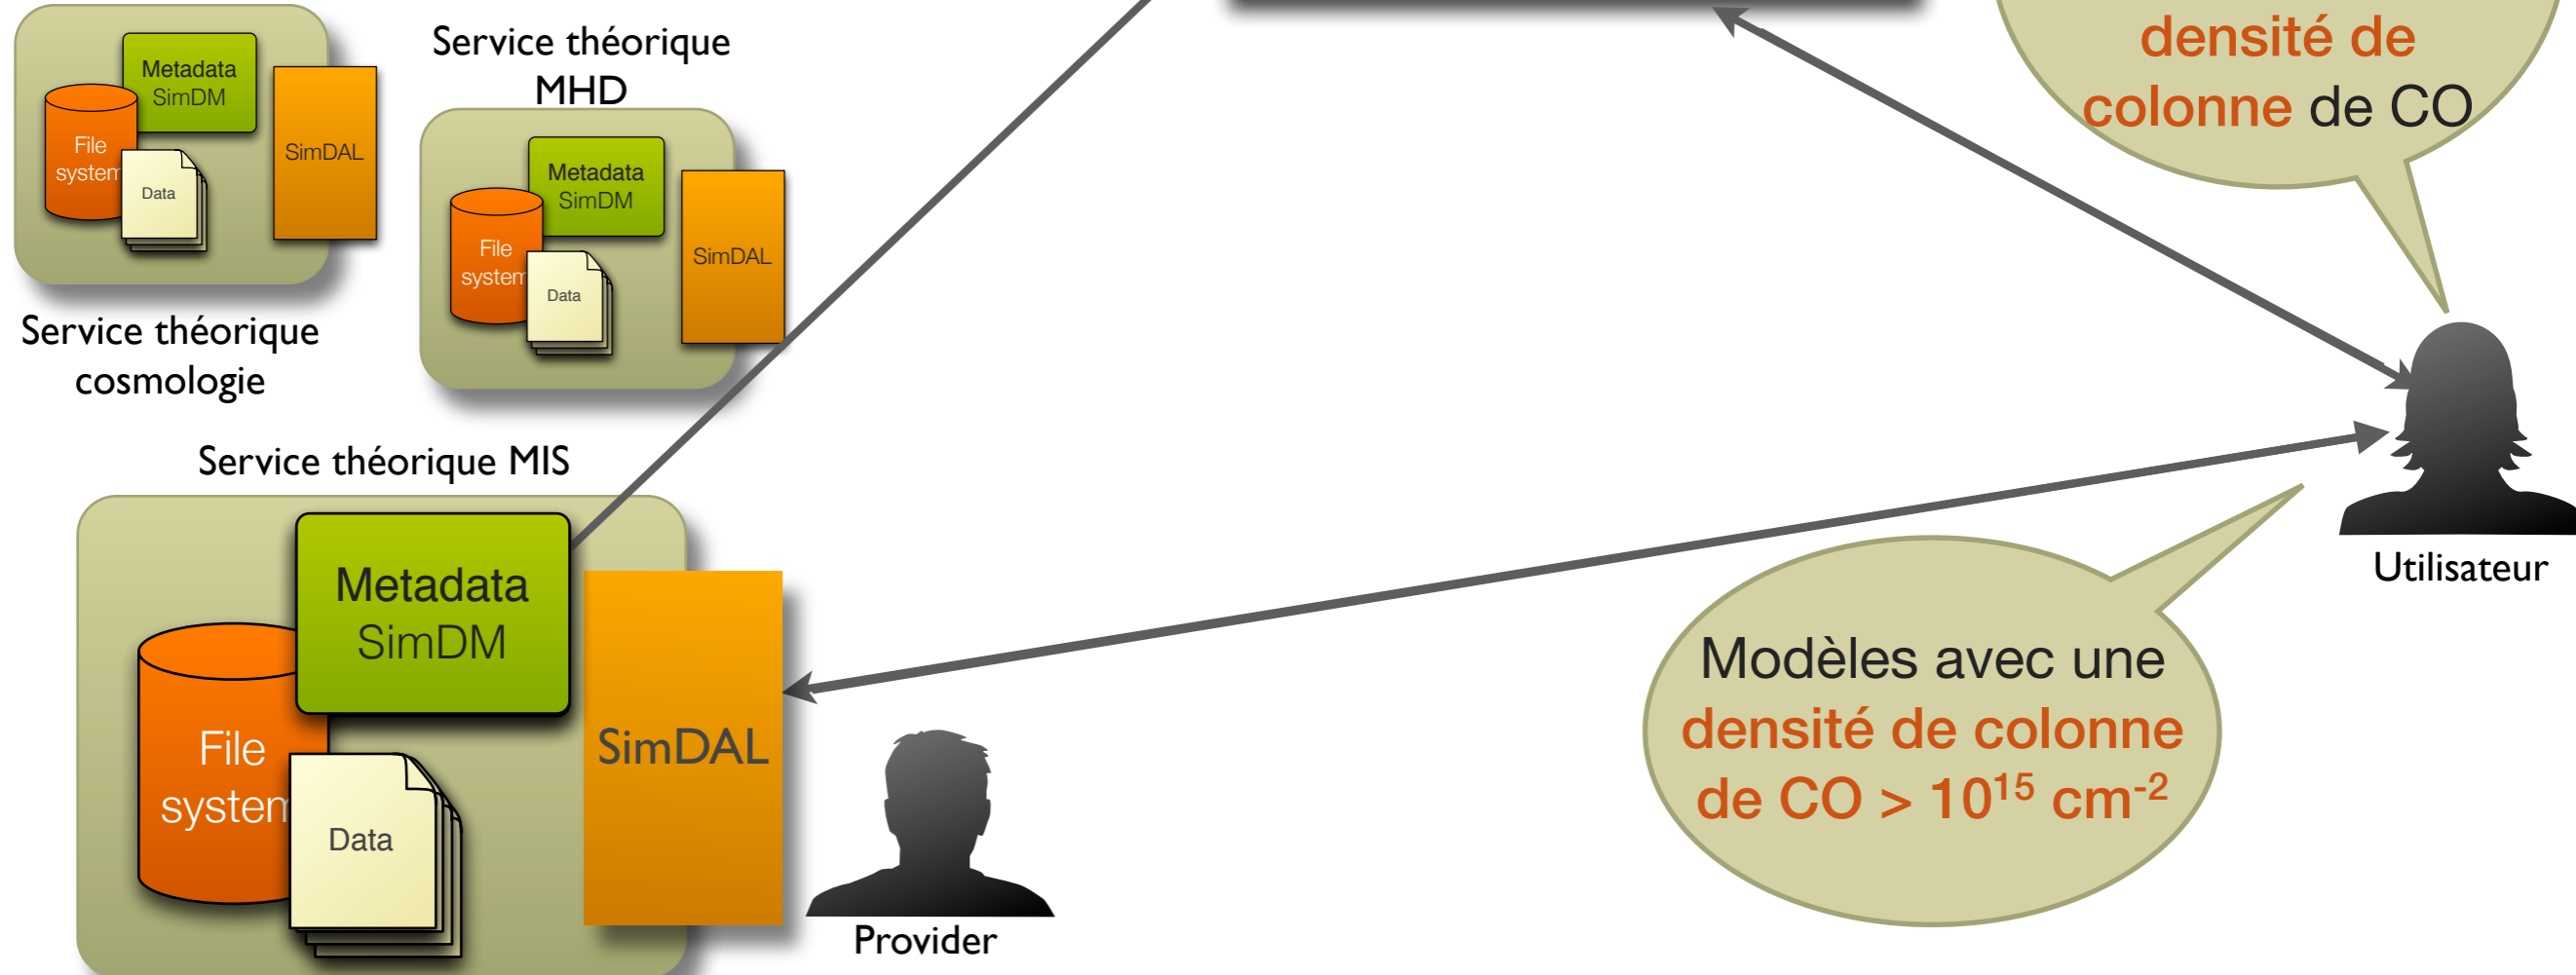 Metadata
SimDM
File
system
Data
SimDAL
Service théorique
cosmologie
Service théorique
MHD
Metadata
SimDM
File
system
Data
SimDAL
densité de
colonne de CO
Service théorique MIS
Metadata
SimDM
File
system
Data
SimDAL
Provider
Utilisateur
Modèles avec une
densité de colonne
de CO > 10¹⁵ cm⁻²